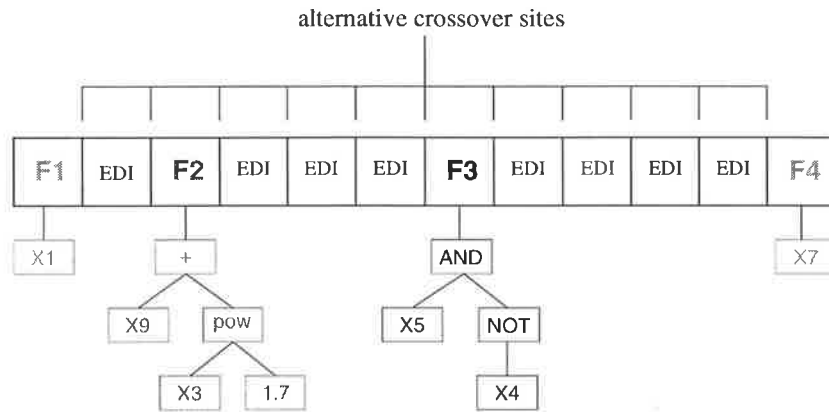 alternative crossover sites
F1 EDI F2 EDI EDI EDI F3 EDI EDI EDI EDI F4
X1 + AND X7
X9 pow X5 NOT
X3 1.7 X4